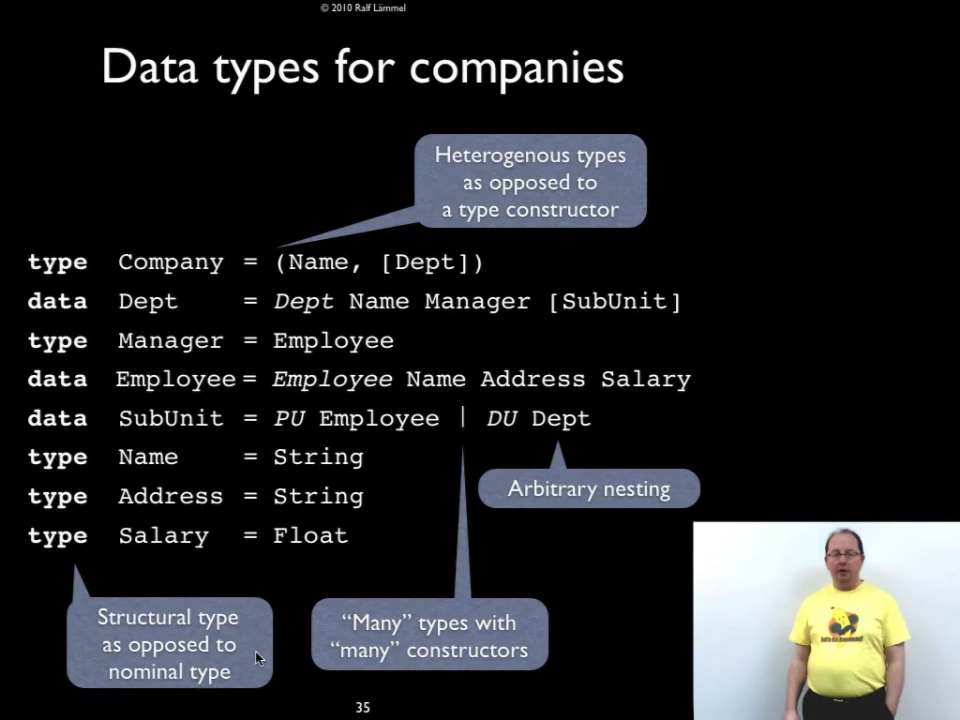 © 2010 Ralf Lämmel
Data types for companies
Heterogenous types
as opposed to
a type constructor
type Company = (Name, [Dept])
data Dept = Dept Name Manager [SubUnit]
type Manager = Employee
data Employee = Employee Name Address Salary
data SubUnit = PU Employee | DU Dept
type Name = String
Arbitrary nesting
type Address = String
type Salary = Float
Structural type
as opposed to
nominal type
“Many” types with
“many” constructors
35